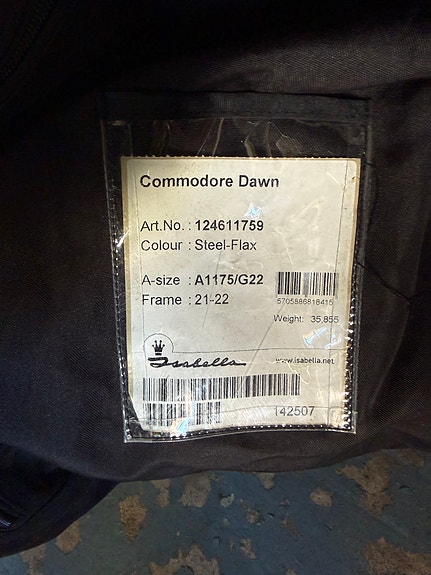 Commodore Dawn
Art.No. : 124611759
Colour : Steel-Flax
A-size : A1175/G22
Frame : 21-22
5705886818415
Weight: 35,855
Isabella
www.isabella.net
142507